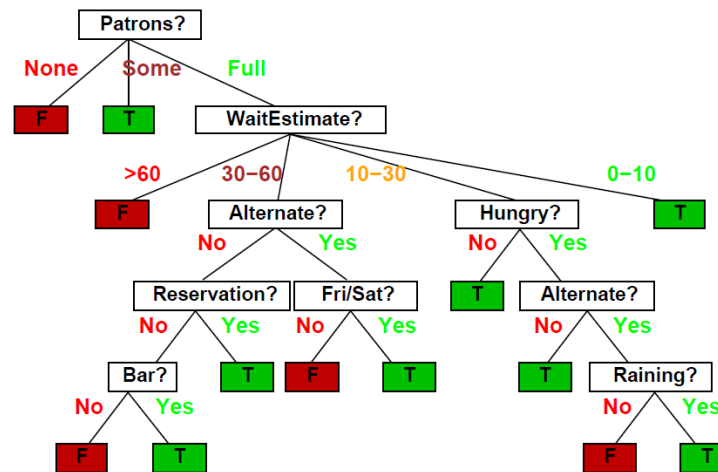 Patrons?
None Some Full
F T WaitEstimate?
>60 30−60 10−30 0−10
F Alternate? Hungry? T
No Yes No Yes
Reservation? Fri/Sat? T Alternate?
No Yes No Yes No Yes
Bar? T F T T Raining?
No Yes No Yes
F T F T